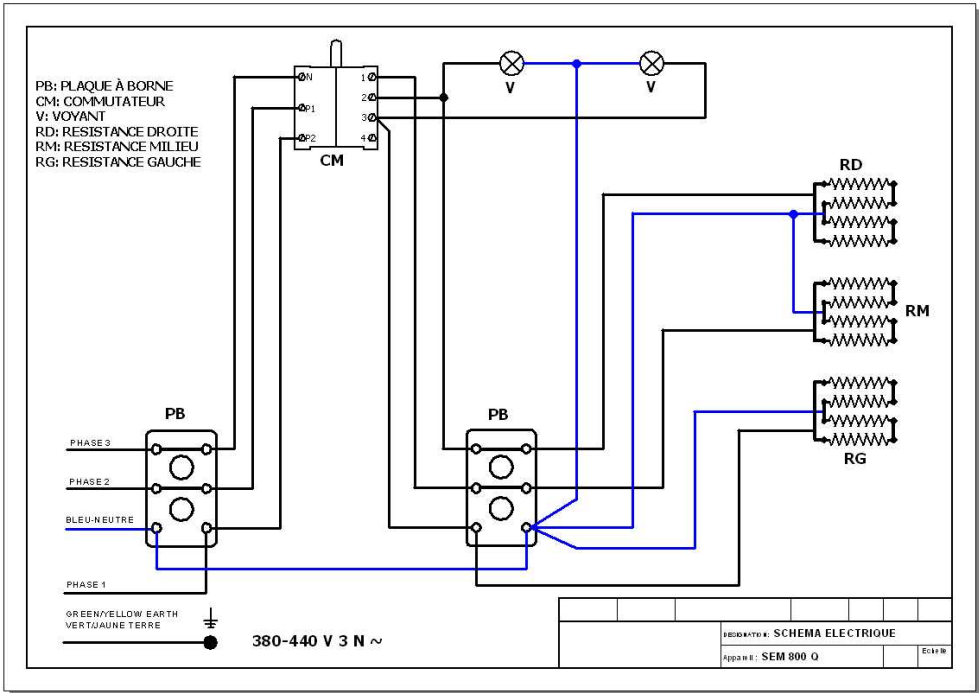 PB: PLAQUE À BORNE
CM: COMMUTATEUR
V: VOYANT
RD: RESISTANCE DROITE
RM: RESISTANCE MILIEU
RG: RESISTANCE GAUCHE
N
P1
P2
1
2
3
4
CM
V
V
RD
RM
RG
PB
PB
PHASE 3
PHASE 2
BLEU-NEUTRE
PHASE 1
GREEN/YELLOW EARTH
VERT/JAUNE TERRE
380-440 V 3 N ~
DESIGNATION: SCHEMA ELECTRIQUE
Appareil: SEM 800 Q
Echelle